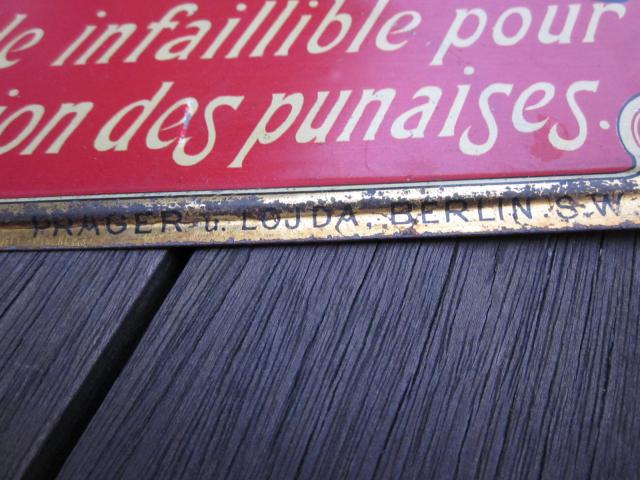 le infaillible pour
ion des punaises.
PRAGER u. LOJDA, BERLIN S.W